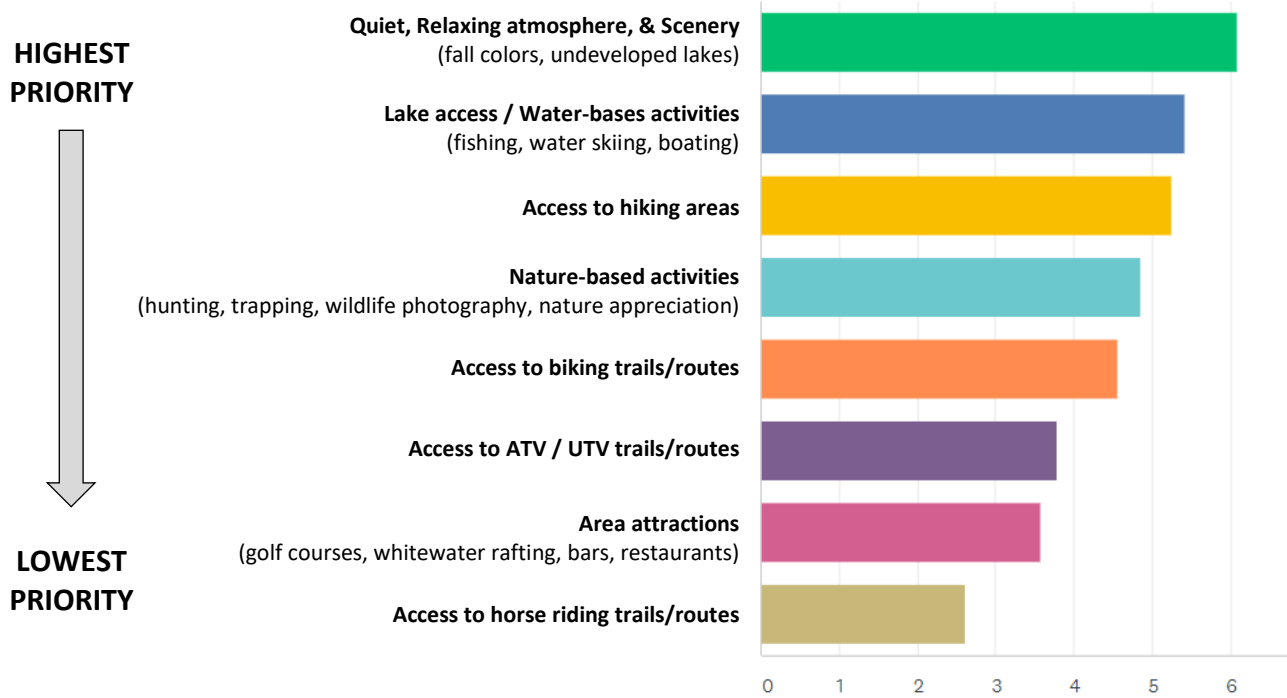 HIGHEST
PRIORITY
Quiet, Relaxing atmosphere, & Scenery
(fall colors, undeveloped lakes)
Lake access / Water-bases activities
(fishing, water skiing, boating)
Access to hiking areas
Nature-based activities
(hunting, trapping, wildlife photography, nature appreciation)
Access to biking trails/routes
Access to ATV / UTV trails/routes
Area attractions
(golf courses, whitewater rafting, bars, restaurants)
LOWEST
PRIORITY
Access to horse riding trails/routes
0 1 2 3 4 5 6